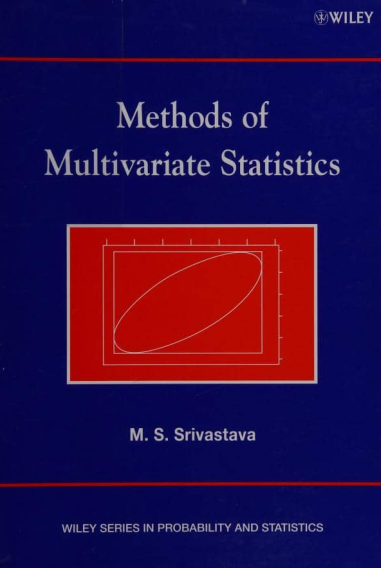 WILEY
Methods of
Multivariate Statistics
M. S. Srivastava
WILEY SERIES IN PROBABILITY AND STATISTICS